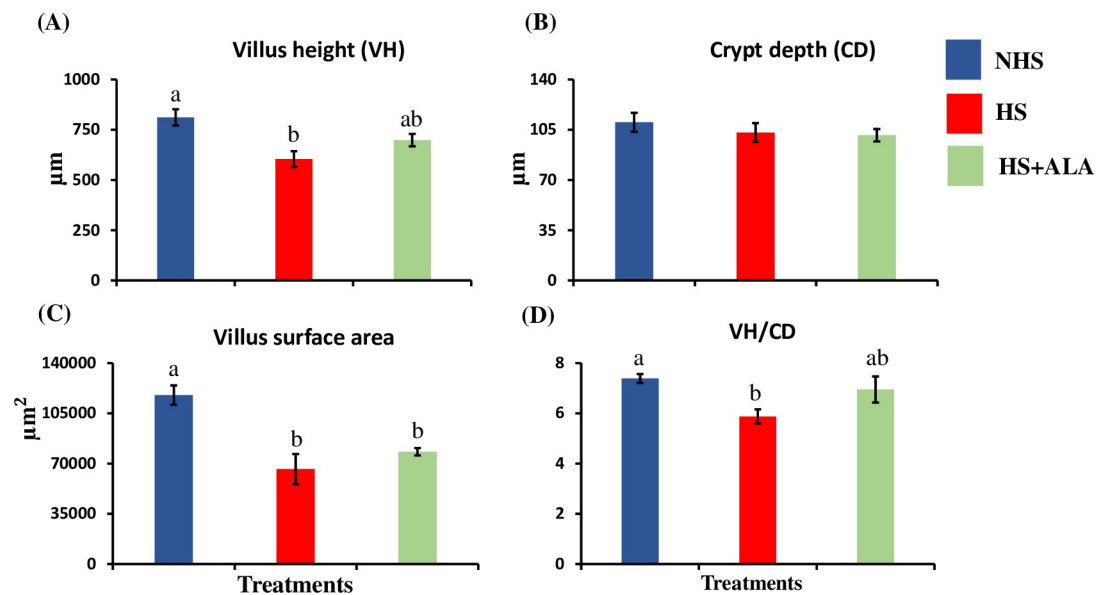 (A)
Villus height (VH)
1000
750
500
250
0
µm
a
b
ab
(B)
Crypt depth (CD)
140
105
70
35
0
µm
NHS
HS
HS+ALA
(C)
Villus surface area
140000
105000
70000
35000
0
µm²
a
b
b
Treatments
(D)
VH/CD
8
6
4
2
0
a
b
ab
Treatments